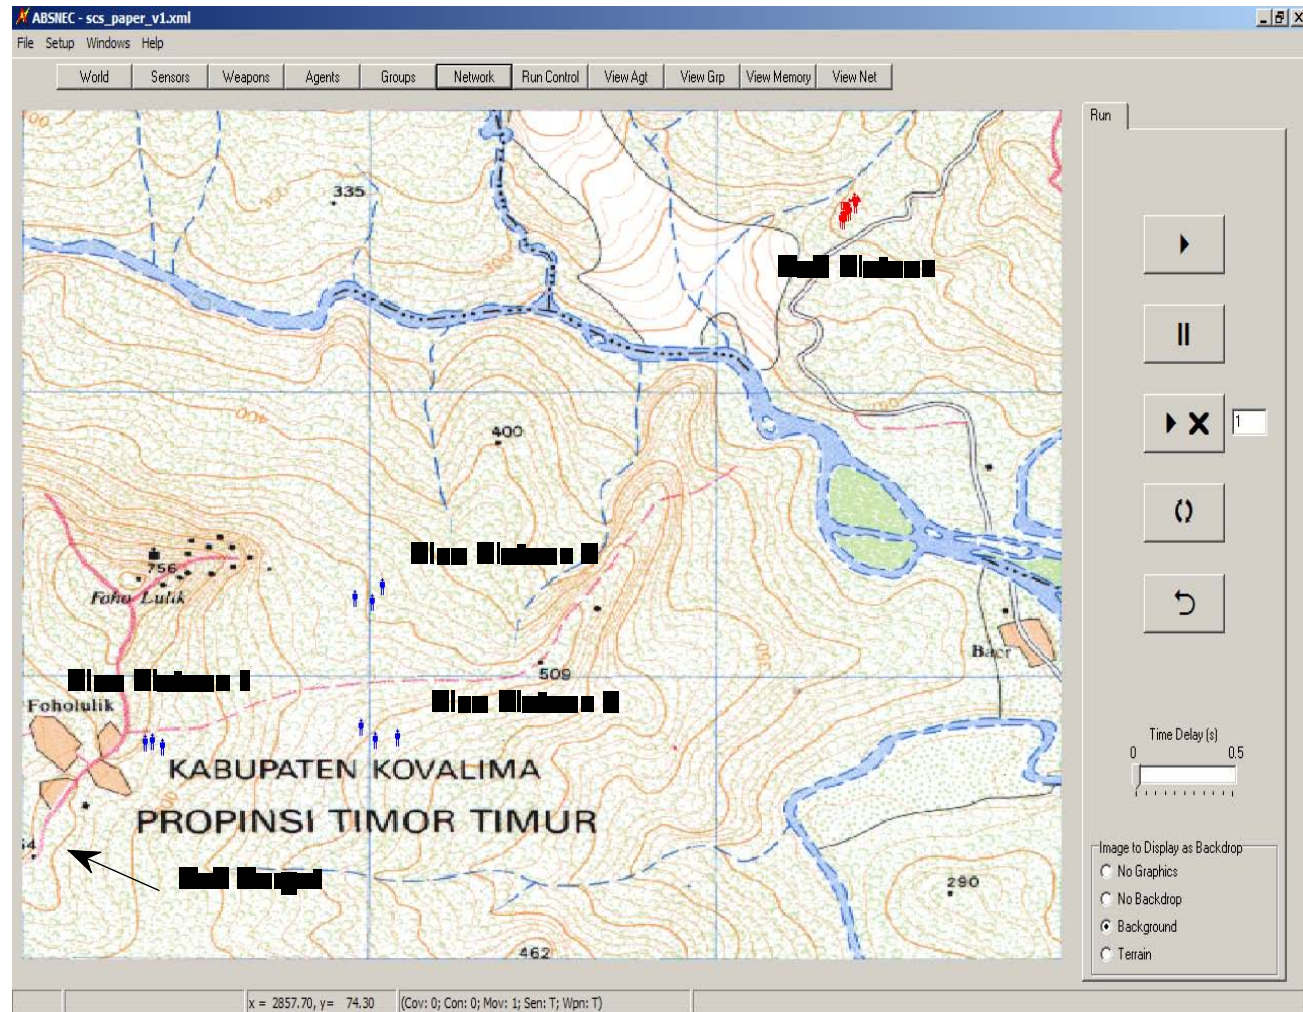 ABSNEC - scs_paper_v1.xml
File Setup Windows Help
World Sensors Weapons Agents Groups Network Run Control View Agt View Grp View Memory View Net
Run
335
400
400
1
756
Foho Lulik
509
Bacr
Foholulik
KABUPATEN KOVALIMA
PROPINSI TIMOR TIMUR
Time Delay (s)
0 0.5
290
462
Image to Display as Backdrop
No Graphics
No Backdrop
Background
Terrain
x = 2857.70, y= 74.30 (Cov: 0; Con: 0; Mov: 1; Sen: T; Wpn: T)